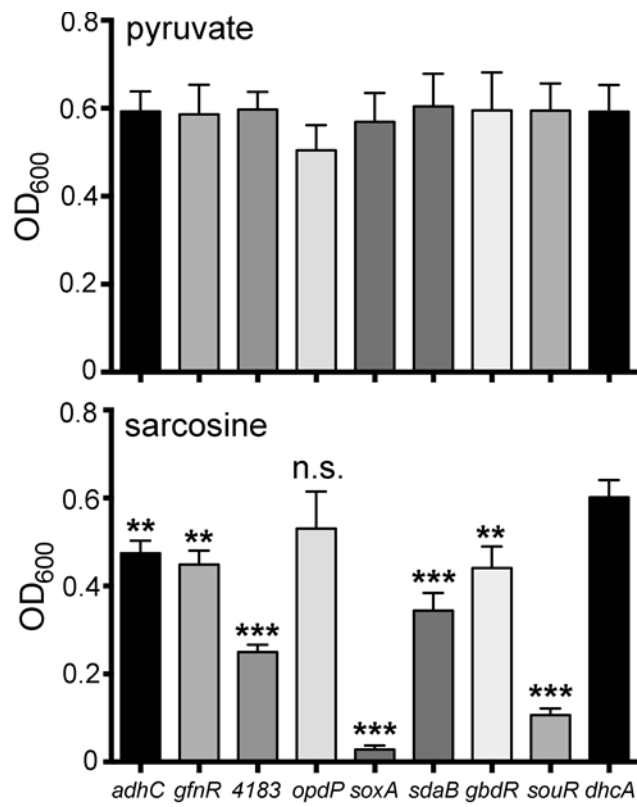 pyruvate
0.8
0.6
0.4
0.2
0
OD600
sarcosine
0.8
0.6
0.4
0.2
0
OD600
**
**
***
n.s.
***
***
**
***
adhC gfnR 4183 opdP soxA sdaB gbdR souR dhcA